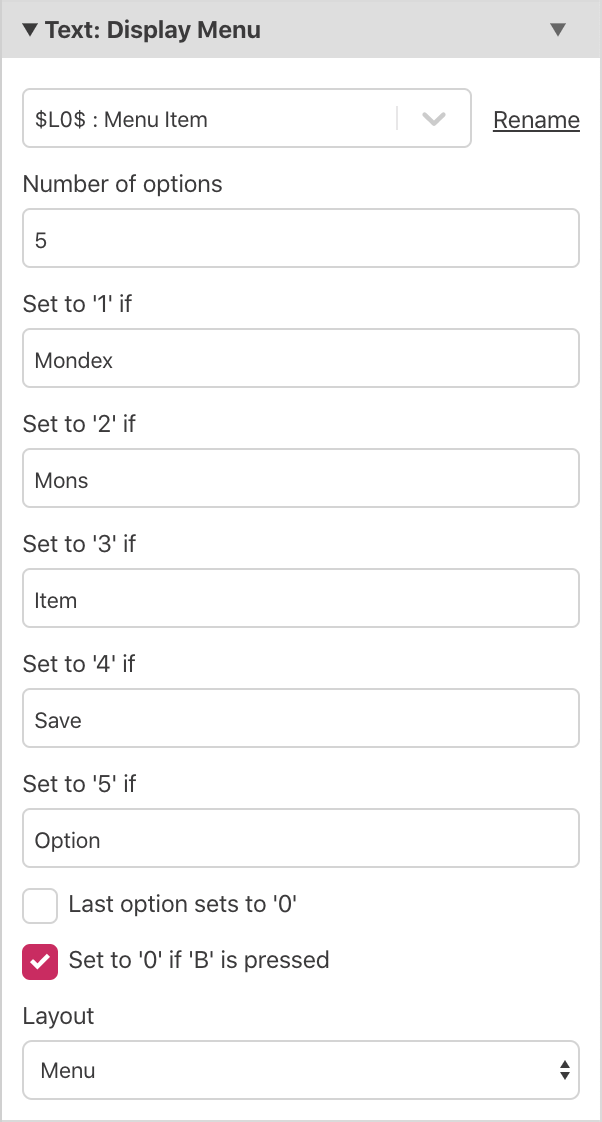 Text: Display Menu
$L0$ : Menu Item
Rename
Number of options
5
Set to '1' if
Mondex
Set to '2' if
Mons
Set to '3' if
Item
Set to '4' if
Save
Set to '5' if
Option
Last option sets to '0'
Set to '0' if 'B' is pressed
Layout
Menu